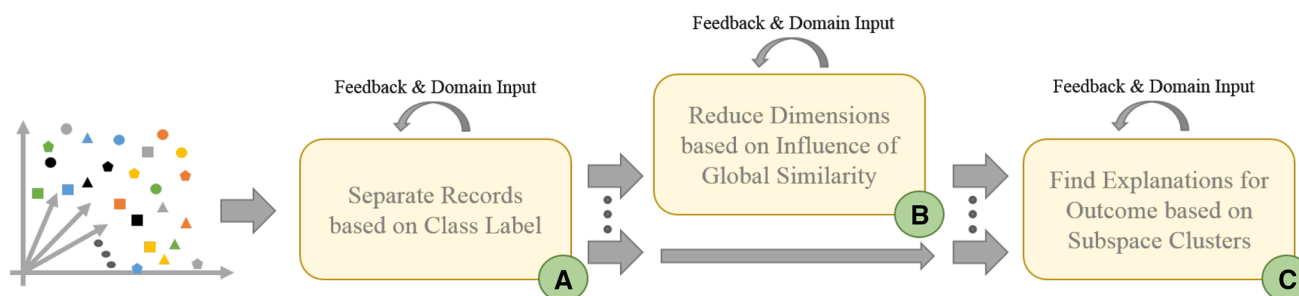 Feedback & Domain Input
Separate Records
based on Class Label
A
Feedback & Domain Input
Reduce Dimensions
based on Influence of
Global Similarity
B
Feedback & Domain Input
Find Explanations for
Outcome based on
Subspace Clusters
C